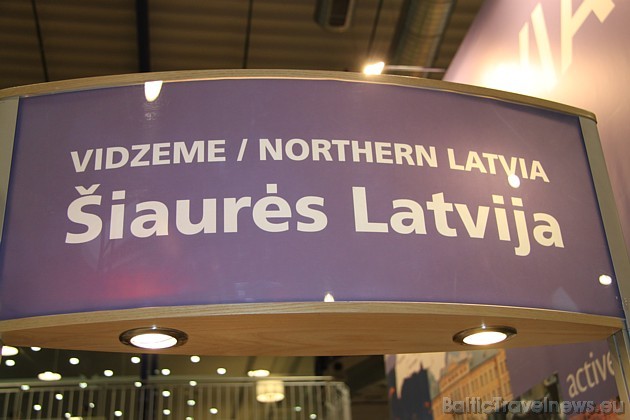 VIDZEME / NORTHERN LATVIA
Šiaurės Latvija
active
BalticTravelnews.eu